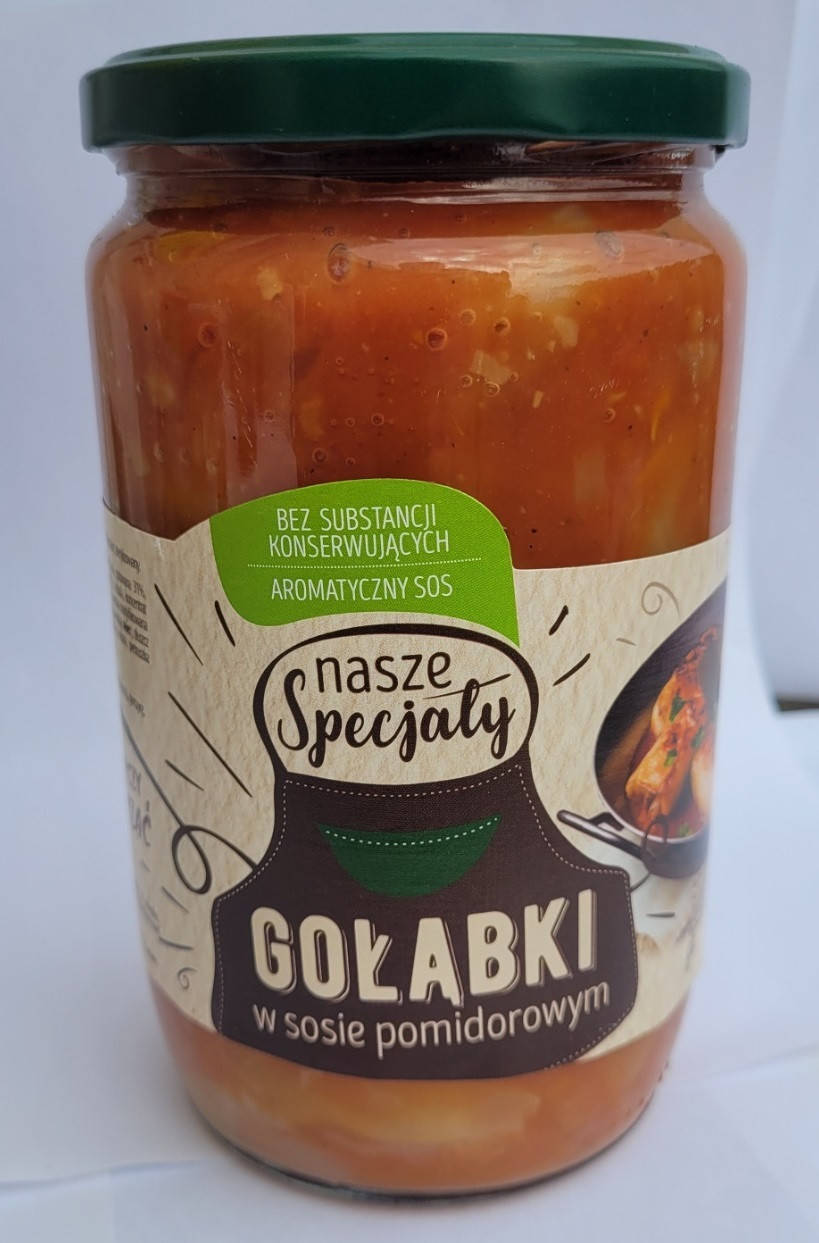 BEZ SUBSTANCJI
KONSERWUJĄCYCH
AROMATYCZNY SOS
nasze
Specjały
GOŁĄBKI
w sosie pomidorowym